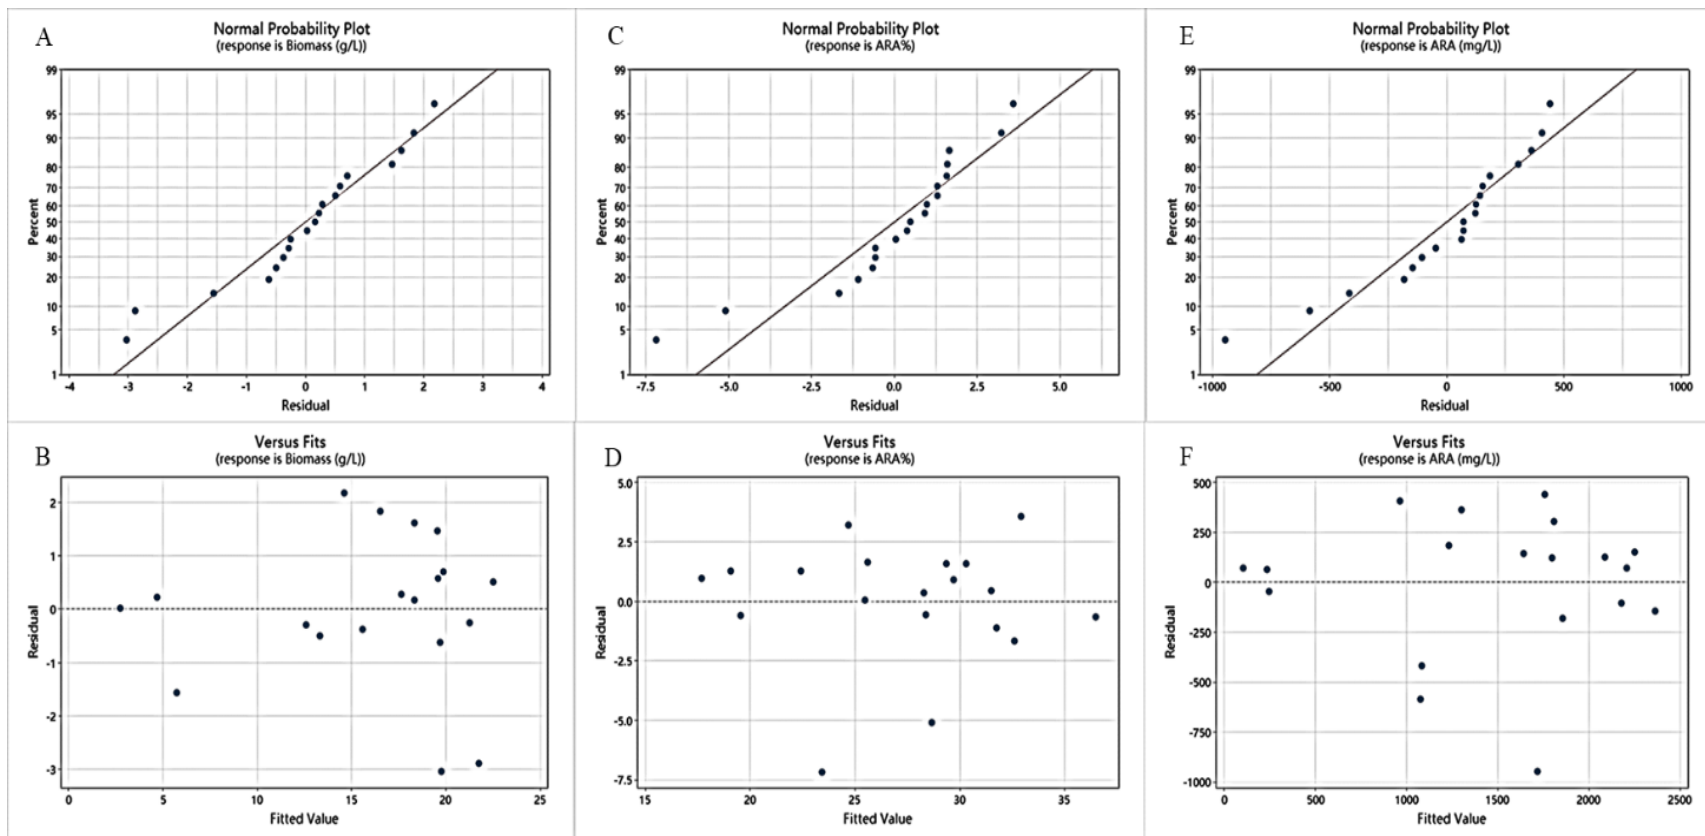 A
Normal Probability Plot
(response is Biomass (g/L))
99
95
90
80
70
60
50
40
30
20
10
5
1
Percent
-4 -3 -2 -1 0 1 2 3 4
Residual
C
Normal Probability Plot
(response is ARA%)
99
95
90
80
70
60
50
40
30
20
10
5
1
Percent
-7.5 -5.0 -2.5 0.0 2.5 5.0
Residual
E
Normal Probability Plot
(response is ARA (mg/L))
99
95
90
80
70
60
50
40
30
20
10
5
1
Percent
-1000 -500 0 500 1000
Residual
B
Versus Fits
(response is Biomass (g/L))
2
1
0
-1
-2
-3
Residual
0 5 10 15 20 25
Fitted Value
D
Versus Fits
(response is ARA%)
5.0
2.5
0.0
-2.5
-5.0
-7.5
Residual
15 20 25 30 35
Fitted Value
F
Versus Fits
(response is ARA (mg/L))
500
250
0
-250
-500
-750
-1000
Residual
0 500 1000 1500 2000 2500
Fitted Value